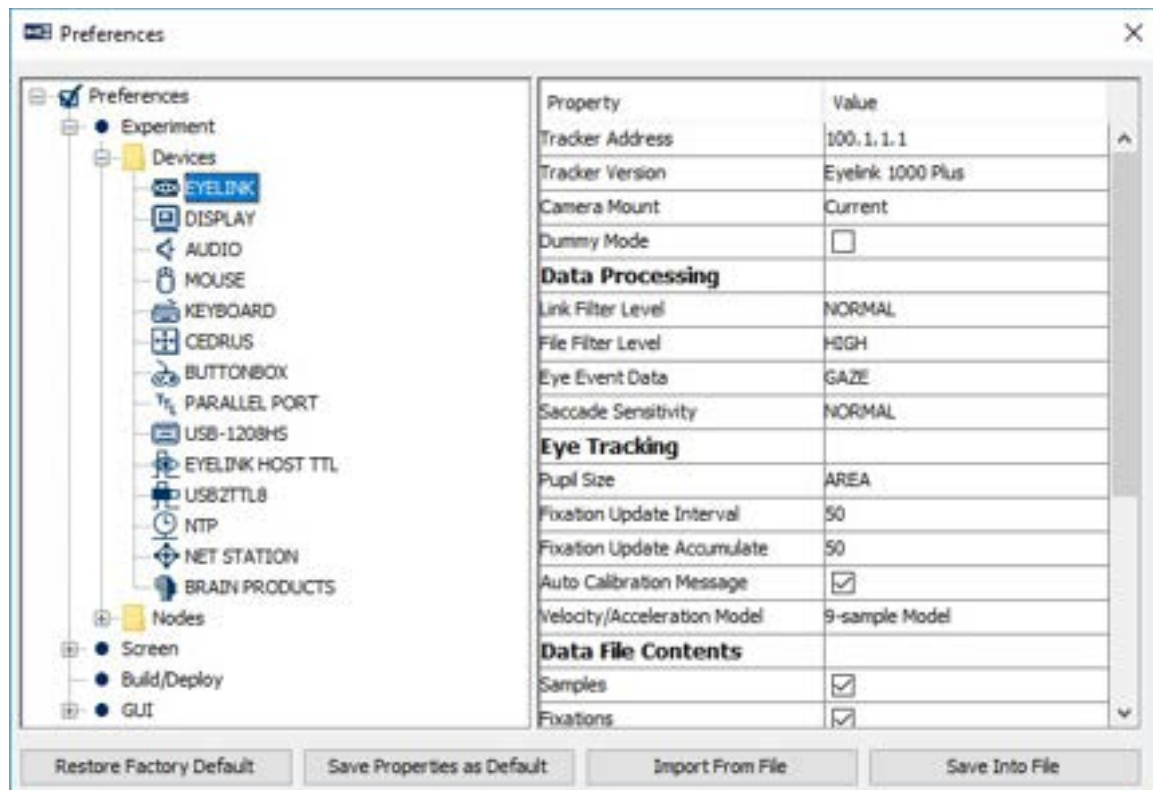 Preferences
Preferences
Experiment
Devices
EYELINK
DISPLAY
AUDIO
MOUSE
KEYBOARD
CEDRUS
BUTTONBOX
PARALLEL PORT
USB-1208HS
EYELINK HOST TTL
USB2TTL8
NTP
NET STATION
BRAIN PRODUCTS
Nodes
Screen
Build/Deploy
GUI
Property Value
Tracker Address 100.1.1.1
Tracker Version Eyelink 1000 Plus
Camera Mount Current
Dummy Mode
Data Processing
Link Filter Level NORMAL
File Filter Level HIGH
Eye Event Data GAZE
Saccade Sensitivity NORMAL
Eye Tracking
Pupil Size AREA
Fixation Update Interval 50
Fixation Update Accumulate 50
Auto Calibration Message
Velocity/Acceleration Model 9-sample Model
Data File Contents
Samples
Fixations
Restore Factory Default Save Properties as Default Import From File Save Into File